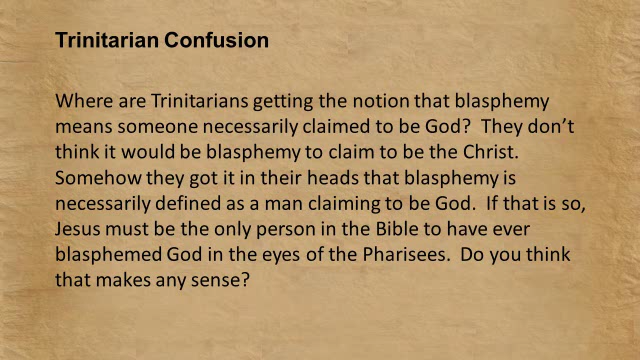 Trinitarian Confusion
Where are Trinitarians getting the notion that blasphemy
means someone necessarily claimed to be God?  They don’t
think it would be blasphemy to claim to be the Christ.
Somehow they got it in their heads that blasphemy is
necessarily defined as a man claiming to be God.  If that is so,
Jesus must be the only person in the Bible to have ever
blasphemed God in the eyes of the Pharisees.  Do you think
that makes any sense?